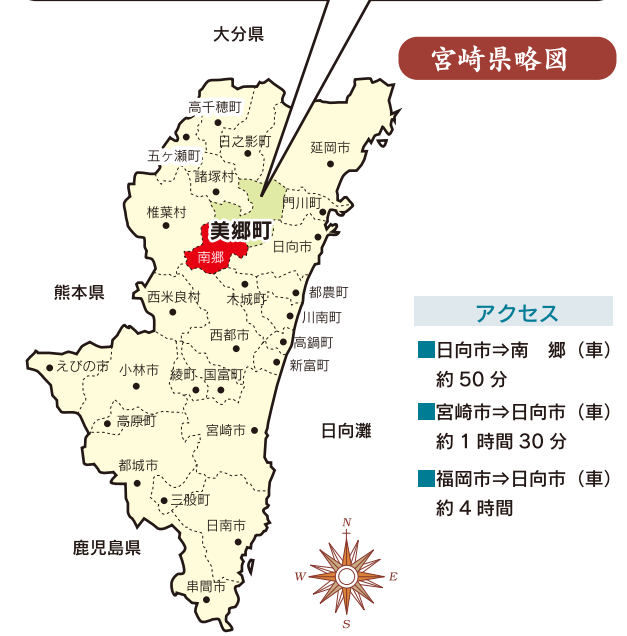 大分県
宮崎県略図
高千穂町
日之影町
延岡市
五ヶ瀬町
諸塚村
門川町
椎葉村
美郷町
日向市
南郷
熊本県
西米良村
木城町
都農町
川南町
西都市
高鍋町
新富町
えびの市
小林市
綾町
国富町
高原町
宮崎市
日向灘
都城市
三股町
日南市
鹿児島県
串間市
アクセス
日向市⇒南　郷（車）
約50分
宮崎市⇒日向市（車）
約1時間30分
福岡市⇒日向市（車）
約4時間
N
W
E
S